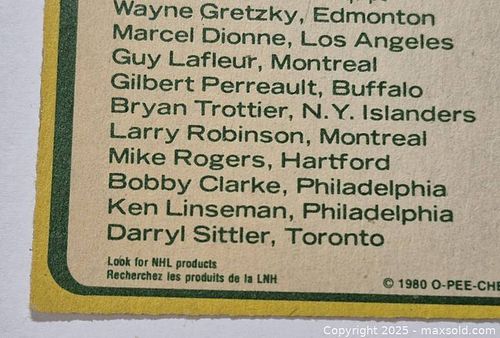 Wayne Gretzky, Edmonton
Marcel Dionne, Los Angeles
Guy Lafleur, Montreal
Gilbert Perreault, Buffalo
Bryan Trottier, N.Y. Islanders
Larry Robinson, Montreal
Mike Rogers, Hartford
Bobby Clarke, Philadelphia
Ken Linseman, Philadelphia
Darryl Sittler, Toronto
Look for NHL products
Recherchez les produits de la LNH
© 1980 O-PEE-CHE
Copyright 2025 - maxsold.com